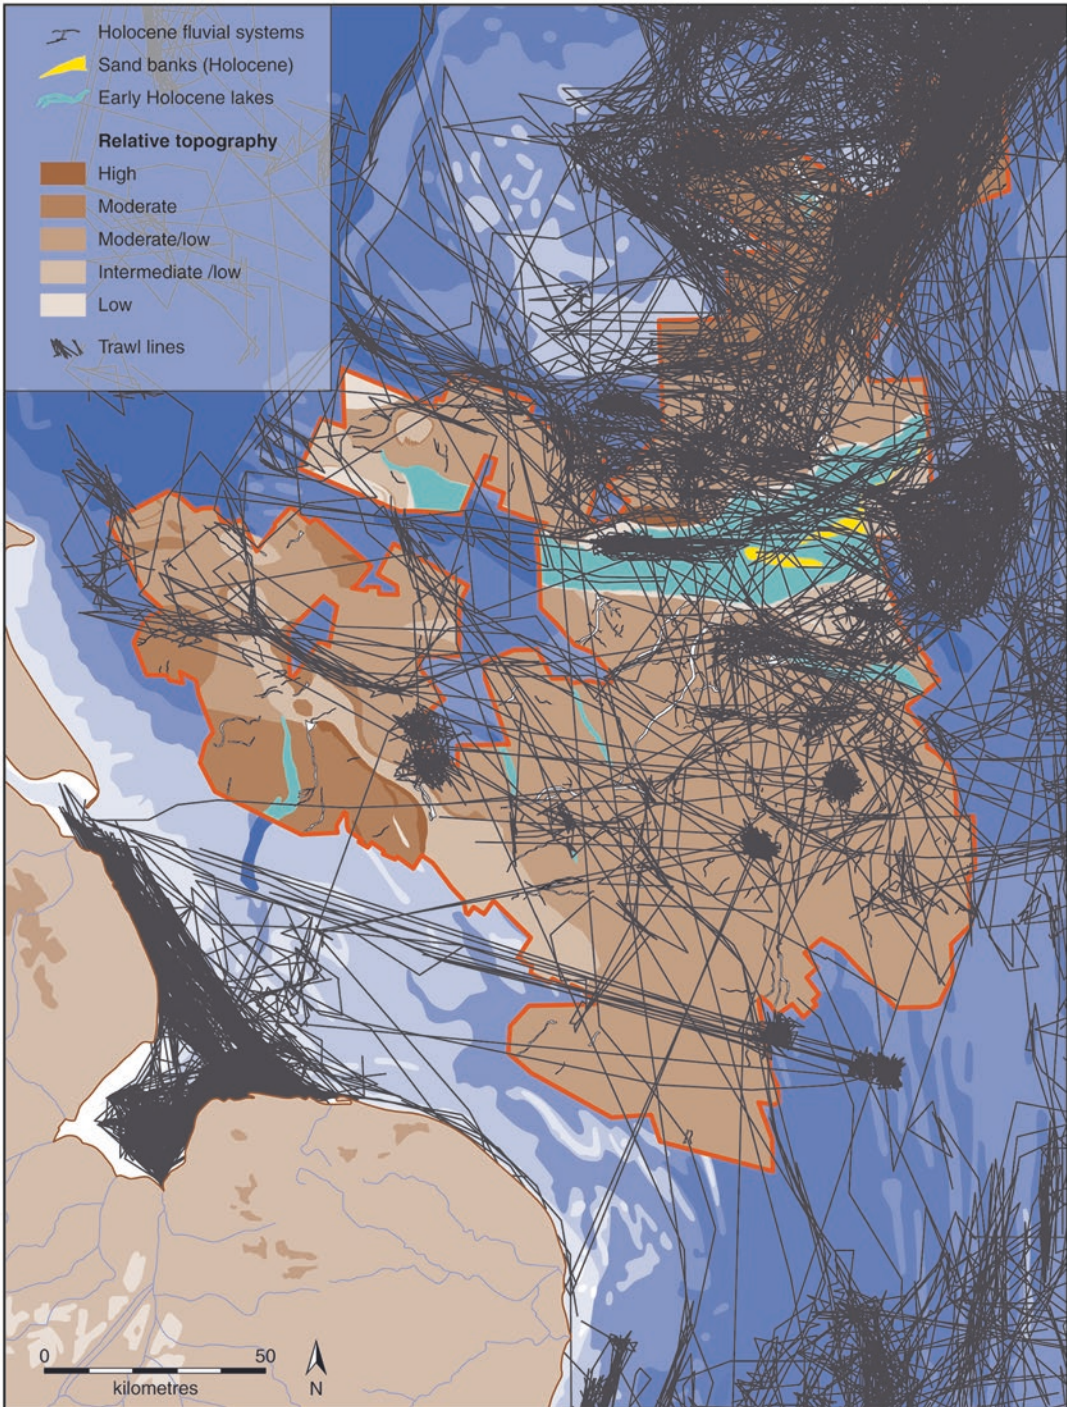 Holocene fluvial systems
Sand banks (Holocene)
Early Holocene lakes
Relative topography
High
Moderate
Moderate/low
Intermediate /low
Low
Trawl lines
0 50
kilometres
N